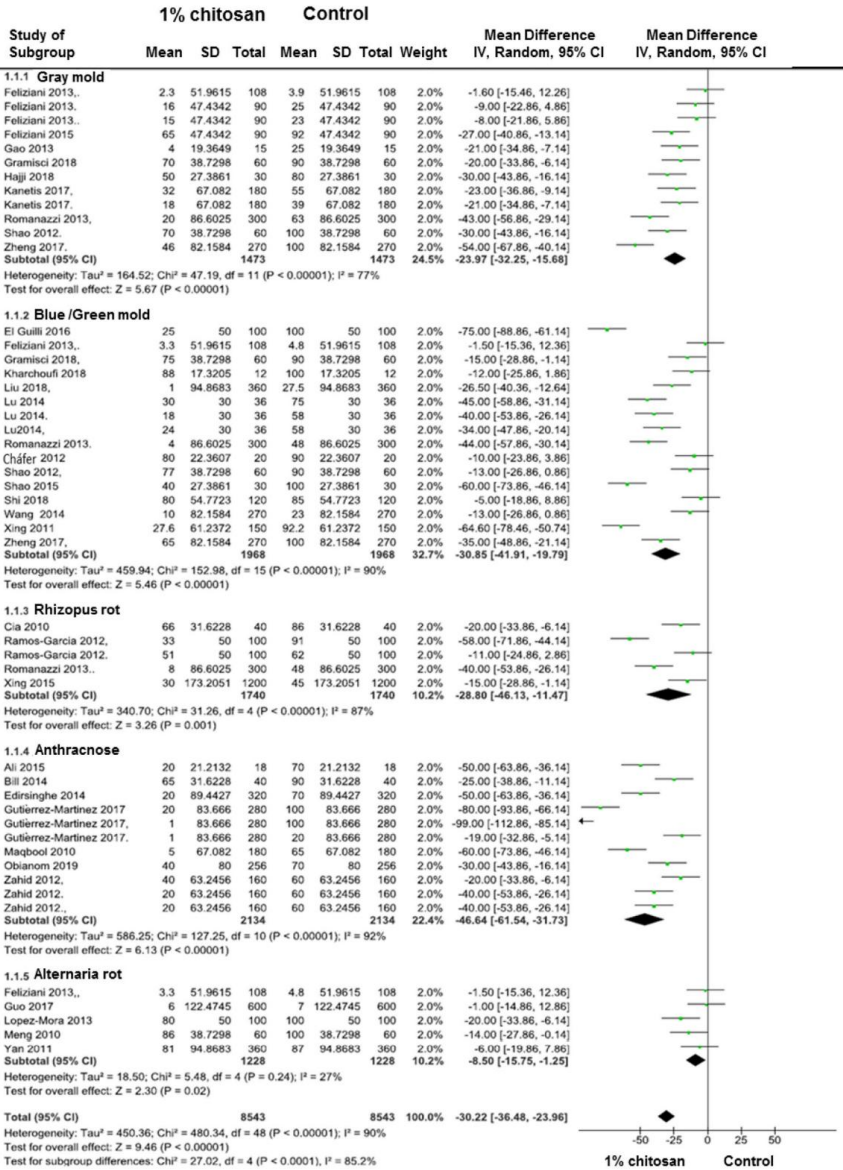 1% chitosan Control
Study of Mean Difference Mean Difference
Subgroup Mean SD Total Mean SD Total Weight IV, Random, 95% CI IV, Random, 95% CI
1.1.1 Gray mold
Feliziani 2013,. 2.3 51.9615 108 3.9 51.9615 108 2.0% -1.60 [-15.46, 12.26]
Feliziani 2013. 16 47.4342 90 25 47.4342 90 2.0% -9.00 [-22.86, 4.86]
Feliziani 2013.. 15 47.4342 90 23 47.4342 90 2.0% -8.00 [-21.86, 5.86]
Feliziani 2015 65 47.4342 90 92 47.4342 90 2.0% -27.00 [-40.86, -13.14]
Gao 2013 4 19.3649 15 25 19.3649 15 2.0% -21.00 [-34.86, -7.14]
Gramisci 2018 70 38.7298 60 90 38.7298 60 2.0% -20.00 [-33.86, -6.14]
Hajji 2018 50 27.3861 30 80 27.3861 30 2.0% -30.00 [-43.86, -16.14]
Kanetis 2017, 32 67.082 180 55 67.082 180 2.0% -23.00 [-36.86, -9.14]
Kanetis 2017. 18 67.082 180 39 67.082 180 2.0% -21.00 [-34.86, -7.14]
Romanazzi 2013, 20 86.6025 300 63 86.6025 300 2.0% -43.00 [-56.86, -29.14]
Shao 2012. 70 38.7298 60 100 38.7298 60 2.0% -30.00 [-43.86, -16.14]
Zheng 2017. 46 82.1584 270 100 82.1584 270 2.0% -54.00 [-67.86, -40.14]
Subtotal (95% CI) 1473 1473 24.5% -23.97 [-32.25, -15.68]
Heterogeneity: Tau² = 164.52; Chi² = 47.19, df = 11 (P < 0.00001); I² = 77%
Test for overall effect: Z = 5.67 (P < 0.00001)
1.1.2 Blue /Green mold
El Guilli 2016 25 50 100 100 50 100 2.0% -75.00 [-88.86, -61.14]
Feliziani 2013,. 3.3 51.9615 108 4.8 51.9615 108 2.0% -1.50 [-15.36, 12.36]
Gramisci 2018, 75 38.7298 60 90 38.7298 60 2.0% -15.00 [-28.86, -1.14]
Kharchoufi 2018 88 17.3205 12 100 17.3205 12 2.0% -12.00 [-25.86, 1.86]
Liu 2018, 1 94.8683 360 27.5 94.8683 360 2.0% -26.50 [-40.36, -12.64]
Lu 2014 30 30 36 75 30 36 2.0% -45.00 [-58.86, -31.14]
Lu 2014. 18 30 36 58 30 36 2.0% -40.00 [-53.86, -26.14]
Lu2014, 24 30 36 58 30 36 2.0% -34.00 [-47.86, -20.14]
Romanazzi 2013. 4 86.6025 300 48 86.6025 300 2.0% -44.00 [-57.86, -30.14]
Cháfer 2012 80 22.3607 20 90 22.3607 20 2.0% -10.00 [-23.86, 3.86]
Shao 2012, 77 38.7298 60 90 38.7298 60 2.0% -13.00 [-26.86, 0.86]
Shao 2015 40 27.3861 30 100 27.3861 30 2.0% -60.00 [-73.86, -46.14]
Shi 2018 80 54.7723 120 85 54.7723 120 2.0% -5.00 [-18.86, 8.86]
Wang 2014 10 82.1584 270 23 82.1584 270 2.0% -13.00 [-26.86, 0.86]
Xing 2011 27.6 61.2372 150 92.2 61.2372 150 2.0% -64.60 [-78.46, -50.74]
Zheng 2017, 65 82.1584 270 100 82.1584 270 2.0% -35.00 [-48.86, -21.14]
Subtotal (95% CI) 1968 1968 32.7% -30.85 [-41.91, -19.79]
Heterogeneity: Tau² = 459.94; Chi² = 152.98, df = 15 (P < 0.00001); I² = 90%
Test for overall effect: Z = 5.46 (P < 0.00001)
1.1.3 Rhizopus rot
Cia 2010 66 31.6228 40 86 31.6228 40 2.0% -20.00 [-33.86, -6.14]
Ramos-García 2012, 33 50 100 91 50 100 2.0% -58.00 [-71.86, -44.14]
Ramos-García 2012. 51 50 100 62 50 100 2.0% -11.00 [-24.86, 2.86]
Romanazzi 2013.. 8 86.6025 300 48 86.6025 300 2.0% -40.00 [-53.86, -26.14]
Xing 2015 30 173.2051 1200 45 173.2051 1200 2.0% -15.00 [-28.86, -1.14]
Subtotal (95% CI) 1740 1740 10.2% -28.80 [-46.13, -11.47]
Heterogeneity: Tau² = 340.70; Chi² = 31.26, df = 4 (P < 0.00001); I² = 87%
Test for overall effect: Z = 3.26 (P = 0.001)
1.1.4 Anthracnose
Ali 2015 20 21.2132 18 70 21.2132 18 2.0% -50.00 [-63.86, -36.14]
Bill 2014 65 31.6228 40 90 31.6228 40 2.0% -25.00 [-38.86, -11.14]
Edirsinghe 2014 20 89.4427 320 70 89.4427 320 2.0% -50.00 [-63.86, -36.14]
Gutiérrez-Martinez 2017 20 83.666 280 100 83.666 280 2.0% -80.00 [-93.86, -66.14]
Gutiérrez-Martinez 2017, 1 83.666 280 100 83.666 280 2.0% -99.00 [-112.86, -85.14]
Gutiérrez-Martinez 2017. 1 83.666 280 20 83.666 280 2.0% -19.00 [-32.86, -5.14]
Maqbool 2010 5 67.082 180 65 67.082 180 2.0% -60.00 [-73.86, -46.14]
Obianom 2019 40 80 256 70 80 256 2.0% -30.00 [-43.86, -16.14]
Zahid 2012, 40 63.2456 160 60 63.2456 160 2.0% -20.00 [-33.86, -6.14]
Zahid 2012. 20 63.2456 160 60 63.2456 160 2.0% -40.00 [-53.86, -26.14]
Zahid 2012., 20 63.2456 160 60 63.2456 160 2.0% -40.00 [-53.86, -26.14]
Subtotal (95% CI) 2134 2134 22.4% -46.64 [-61.54, -31.73]
Heterogeneity: Tau² = 586.25; Chi² = 127.25, df = 10 (P < 0.00001); I² = 92%
Test for overall effect: Z = 6.13 (P < 0.00001)
1.1.5 Alternaria rot
Feliziani 2013,, 3.3 51.9615 108 4.8 51.9615 108 2.0% -1.50 [-15.36, 12.36]
Guo 2017 6 122.4745 600 7 122.4745 600 2.0% -1.00 [-14.86, 12.86]
Lopez-Mora 2013 80 50 100 100 50 100 2.0% -20.00 [-33.86, -6.14]
Meng 2010 86 38.7298 60 100 38.7298 60 2.0% -14.00 [-27.86, -0.14]
Yan 2011 81 94.8683 360 87 94.8683 360 2.0% -6.00 [-19.86, 7.86]
Subtotal (95% CI) 1228 1228 10.2% -8.50 [-15.75, -1.25]
Heterogeneity: Tau² = 18.50; Chi² = 5.48, df = 4 (P = 0.24); I² = 27%
Test for overall effect: Z = 2.30 (P = 0.02)
Total (95% CI) 8543 8543 100.0% -30.22 [-36.48, -23.96]
Heterogeneity: Tau² = 450.36; Chi² = 480.34, df = 48 (P < 0.00001); I² = 90%
Test for overall effect: Z = 9.46 (P < 0.00001)
Test for subgroup differences: Chi² = 27.02, df = 4 (P < 0.0001), I² = 85.2%
-50 -25 0 25 50
1% chitosan Control